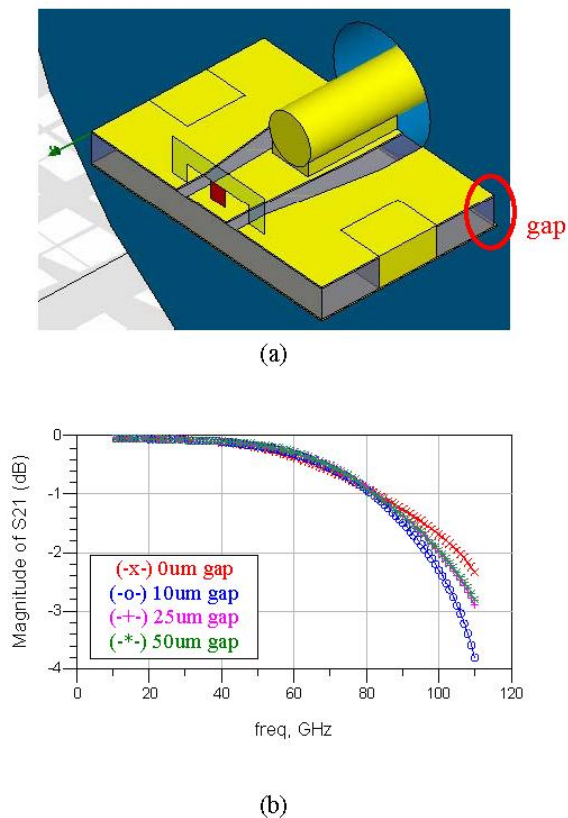 gap
(a)
0
-1
-2
-3
-4
Magnitude of S21 (dB)
(-x-) 0um gap
(-o-) 10um gap
(-+-) 25um gap
(-*-) 50um gap
0 20 40 60 80 100 120
freq, GHz
(b)